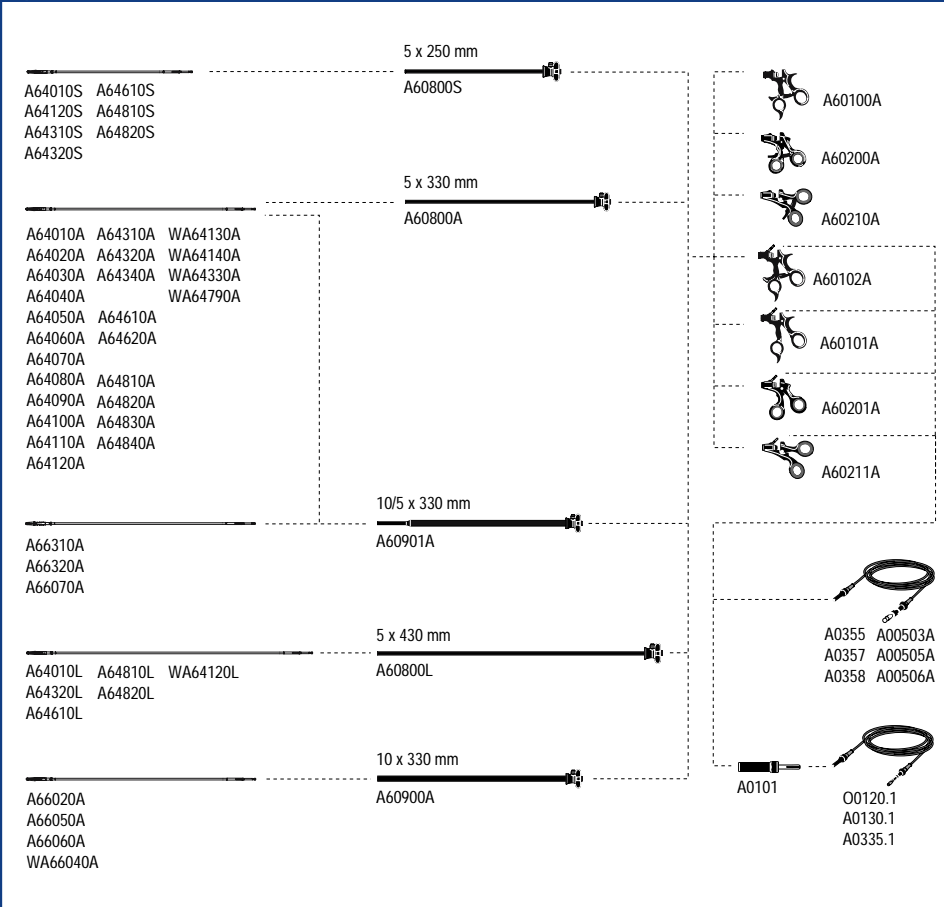 5 x 250 mm
A60800S
A64010S A64610S
A64120S A64810S
A64310S A64820S
A64320S
5 x 330 mm
A60800A
A64010A A64310A WA64130A
A64020A A64320A WA64140A
A64030A A64340A WA64330A
A64040A WA64790A
A64050A A64610A
A64060A A64620A
A64070A
A64080A A64810A
A64090A A64820A
A64100A A64830A
A64110A A64840A
A64120A
10/5 x 330 mm
A60901A
A66310A
A66320A
A66070A
5 x 430 mm
A60800L
A64010L A64810L WA64120L
A64320L A64820L
A64610L
10 x 330 mm
A60900A
A66020A
A66050A
A66060A
WA66040A
A60100A
A60200A
A60210A
A60102A
A60101A
A60201A
A60211A
A0355 A00503A
A0357 A00505A
A0358 A00506A
A0101
O0120.1
A0130.1
A0335.1